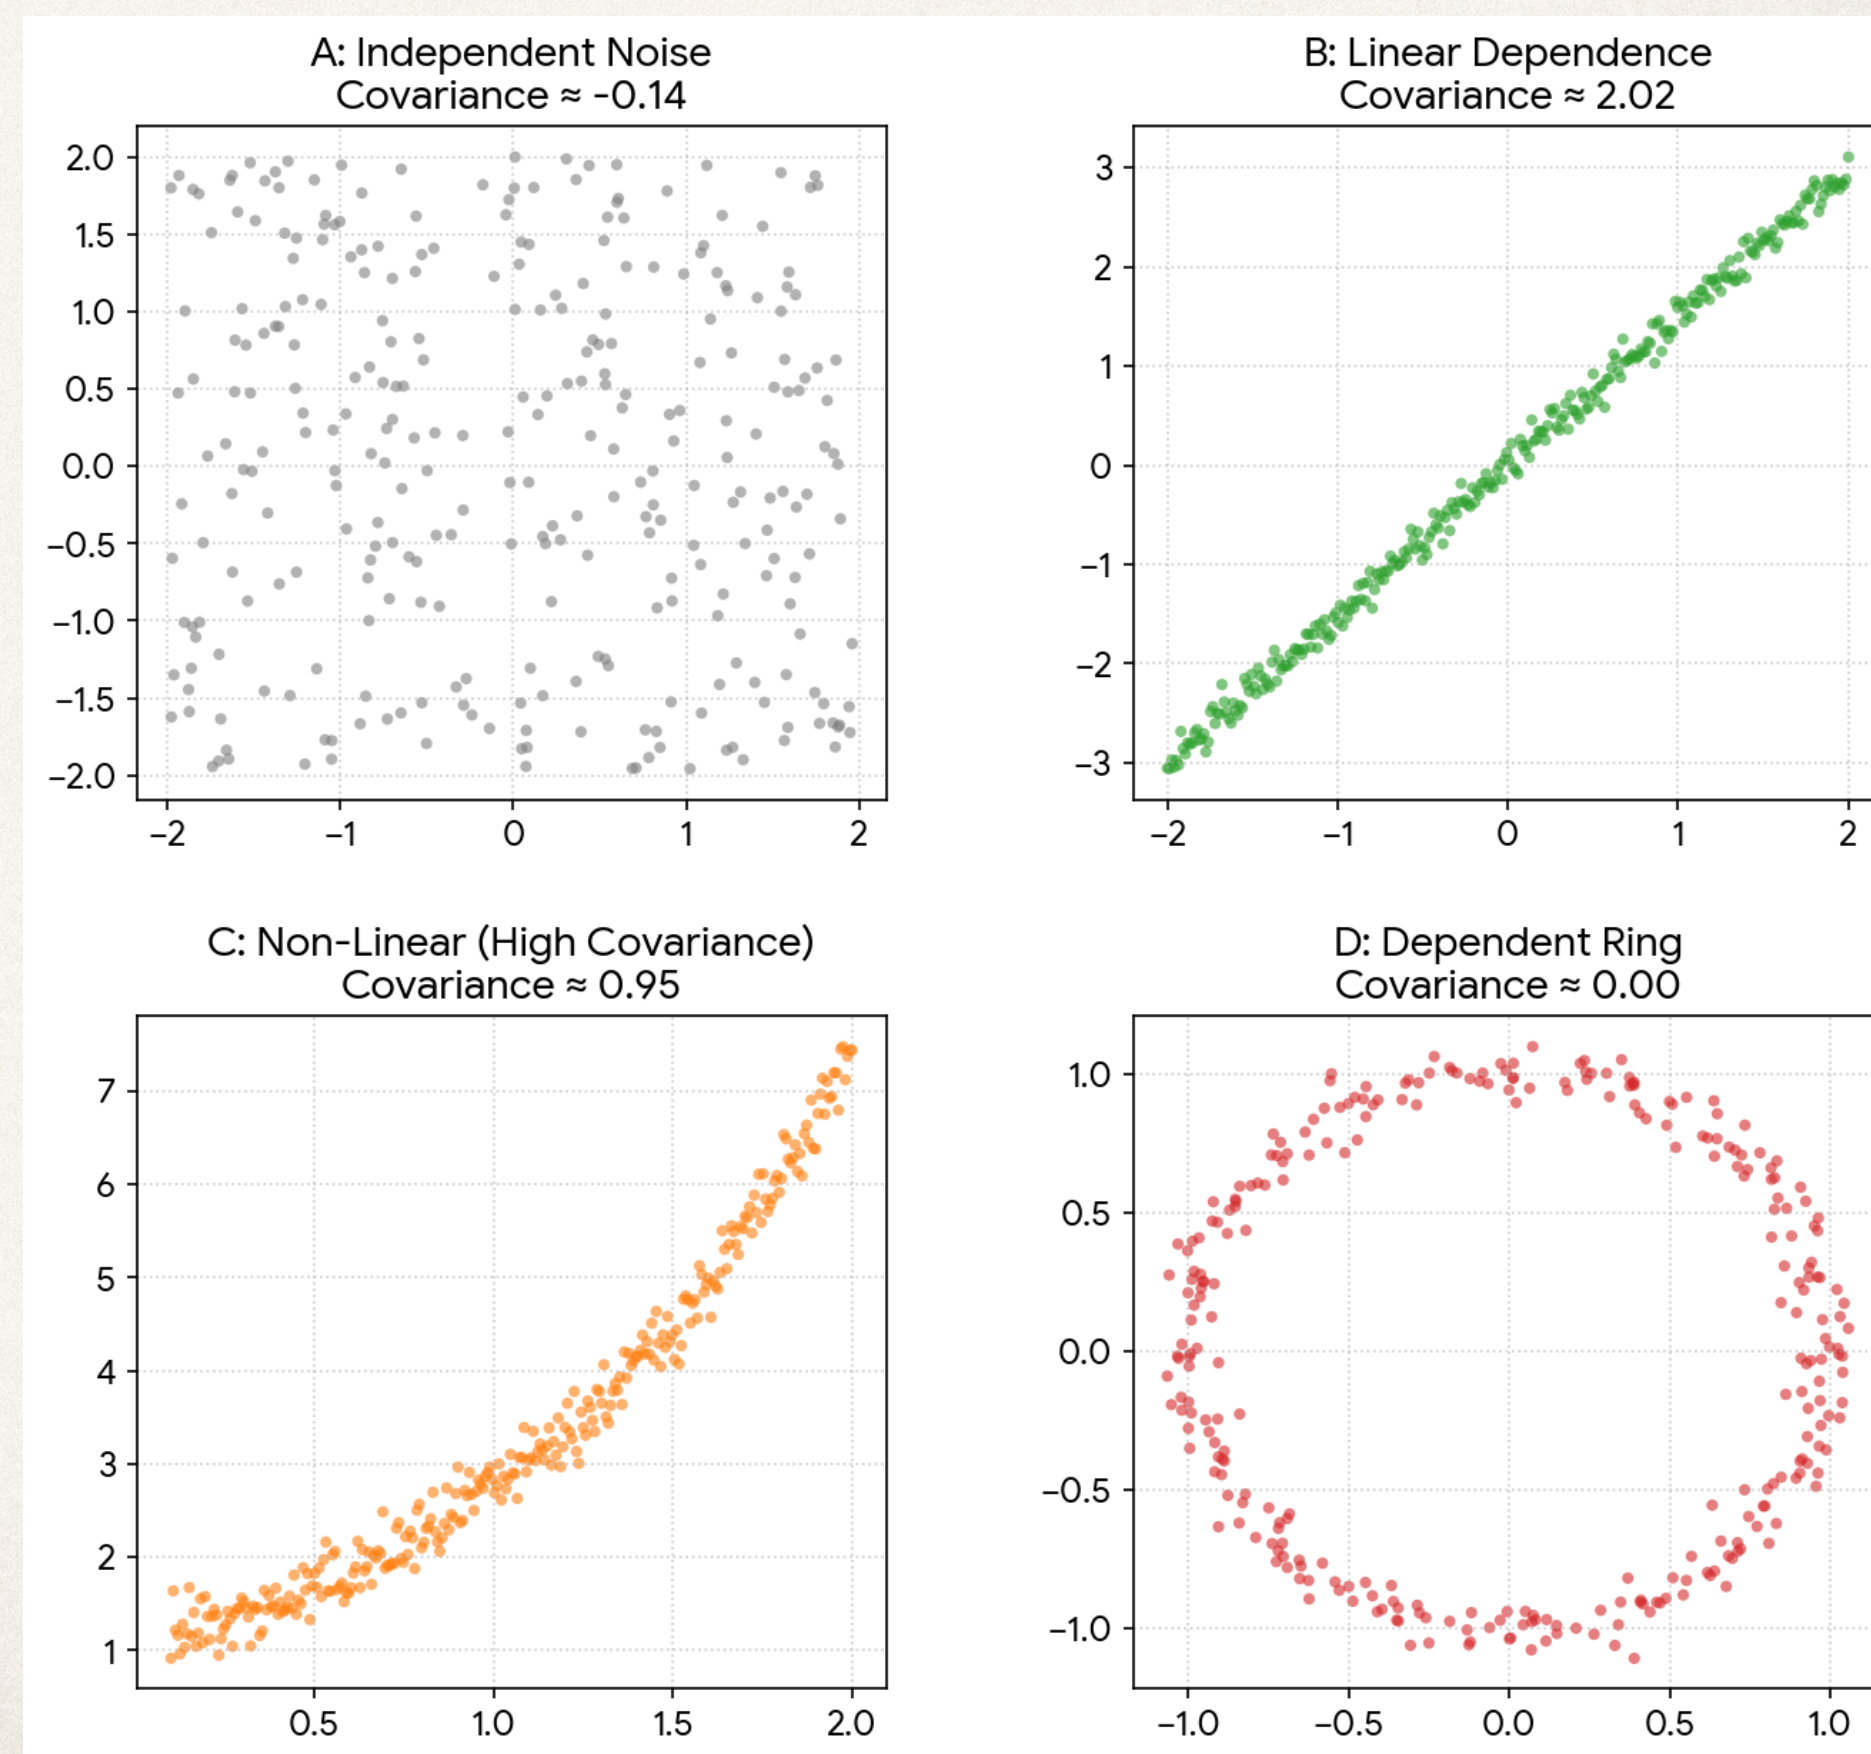 A: Independent Noise
Covariance ≈ -0.14
2.0
1.5
1.0
0.5
0.0
−0.5
−1.0
−1.5
−2.0
−2 −1 0 1 2
B: Linear Dependence
Covariance ≈ 2.02
3
2
1
0
−1
−2
−3
−2 −1 0 1 2
C: Non-Linear (High Covariance)
Covariance ≈ 0.95
7
6
5
4
3
2
1
0.5 1.0 1.5 2.0
D: Dependent Ring
Covariance ≈ 0.00
1.0
0.5
0.0
−0.5
−1.0
−1.0 −0.5 0.0 0.5 1.0